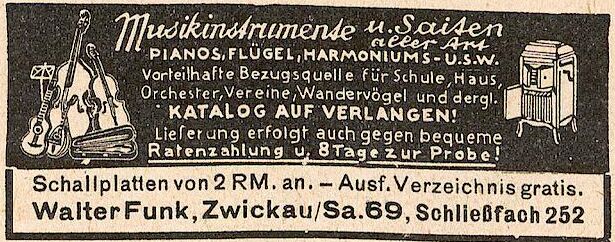 Musikinstrumente u. Saiten
aller Art
PIANOS, FLÜGEL, HARMONIUMS - U.S.W.
Vorteilhafte Bezugsquelle für Schule, Haus,
Orchester, Vereine, Wandervögel und dergl.
KATALOG AUF VERLANGEN!
Lieferung erfolgt auch gegen bequeme
Ratenzahlung u. 8 Tage zur Probe!
Schallplatten von 2 RM. an. – Ausf. Verzeichnis gratis.
Walter Funk, Zwickau/Sa. 69, Schließfach 252